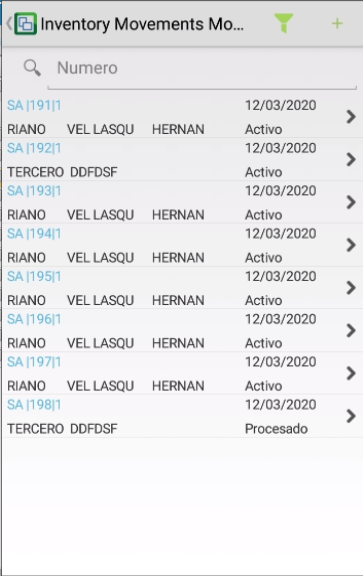 Inventory Movements Mo...
Numero
SA |191|1 12/03/2020
RIANO VEL LASQU HERNAN Activo
SA |192|1 12/03/2020
TERCERO DDFDSF Activo
SA |193|1 12/03/2020
RIANO VEL LASQU HERNAN Activo
SA |194|1 12/03/2020
RIANO VEL LASQU HERNAN Activo
SA |195|1 12/03/2020
RIANO VEL LASQU HERNAN Activo
SA |196|1 12/03/2020
RIANO VEL LASQU HERNAN Activo
SA |197|1 12/03/2020
RIANO VEL LASQU HERNAN Activo
SA |198|1 12/03/2020
TERCERO DDFDSF Procesado